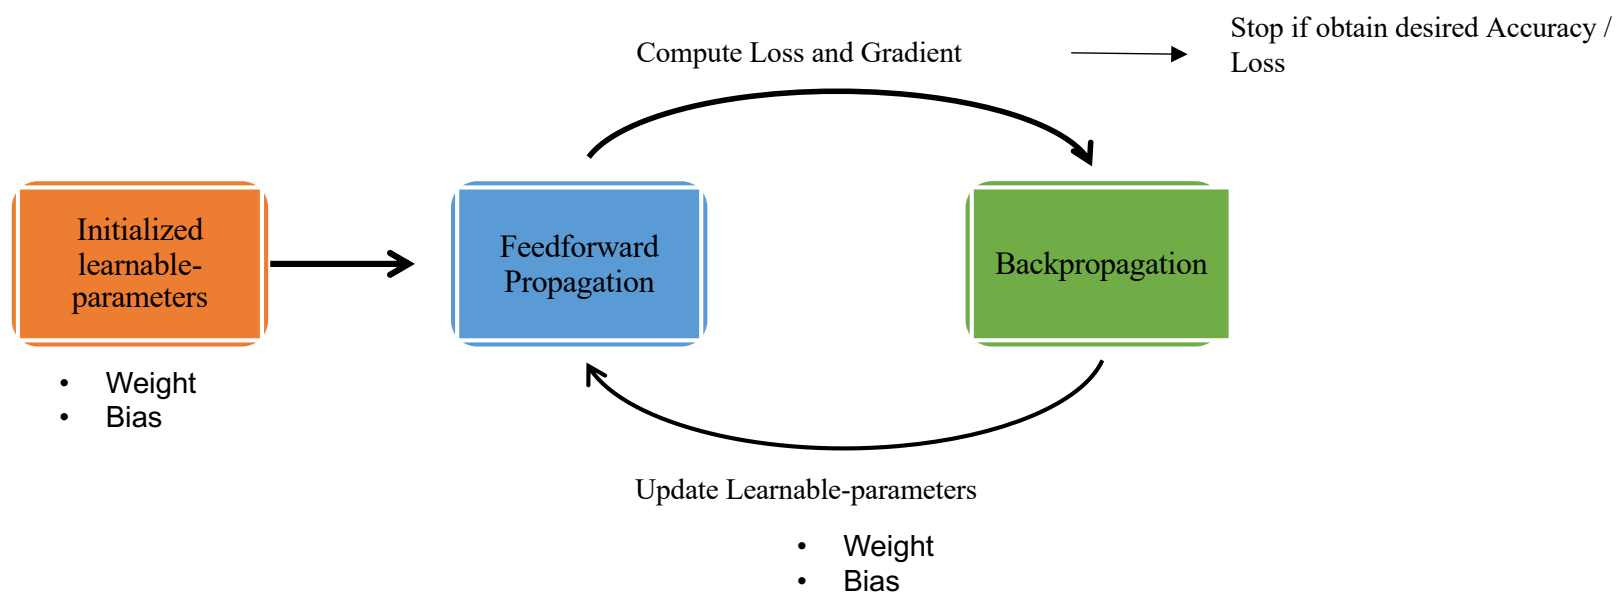 Compute Loss and Gradient
Stop if obtain desired Accuracy /
Loss
Initialized
learnable-
parameters
Feedforward
Propagation
Backpropagation
• Weight
• Bias
Update Learnable-parameters
• Weight
• Bias